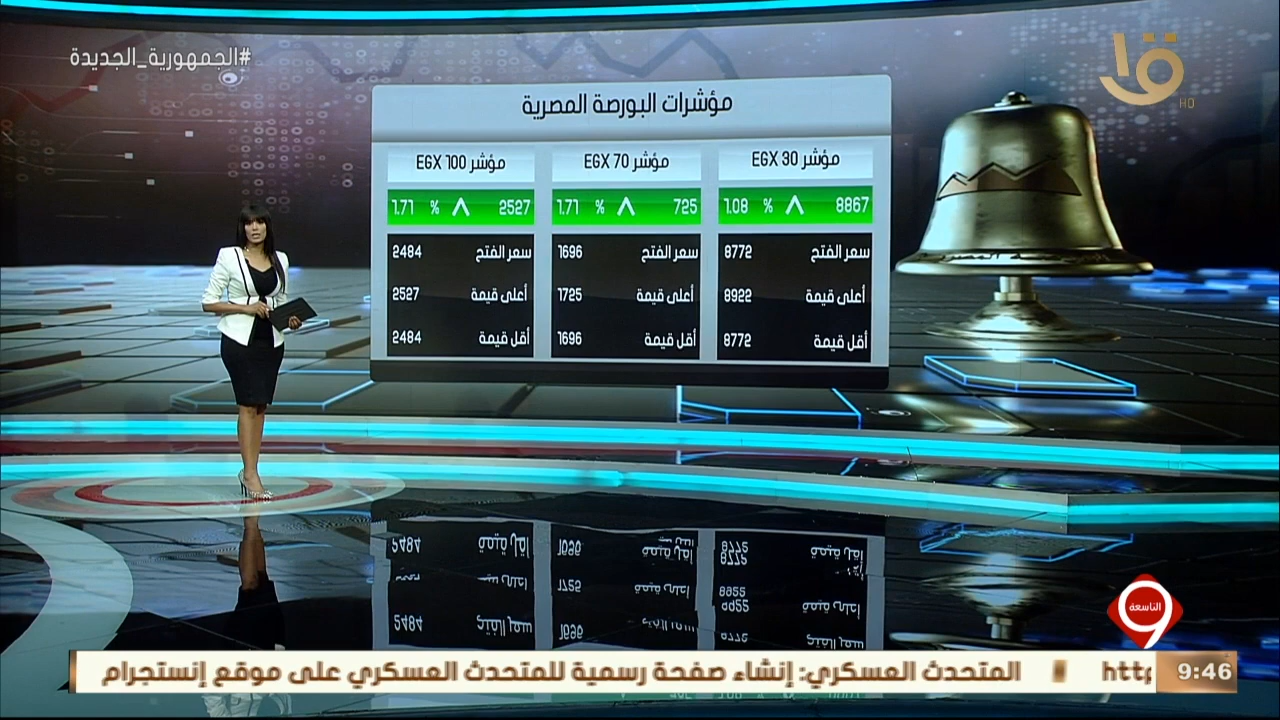 #الجمهورية_الجديدة
HD
مؤشرات البورصة المصرية
مؤشر EGX 30
8867 % 1.08
سعر الفتح 8772
أعلى قيمة 8922
أقل قيمة 8772
مؤشر EGX 70
725 % 1.71
سعر الفتح 1696
أعلى قيمة 1725
أقل قيمة 1696
مؤشر EGX 100
2527 % 1.71
سعر الفتح 2484
أعلى قيمة 2527
أقل قيمة 2484
التاسعة
9
9:46
http
المتحدث العسكري: إنشاء صفحة رسمية للمتحدث العسكري على موقع إنستجرام